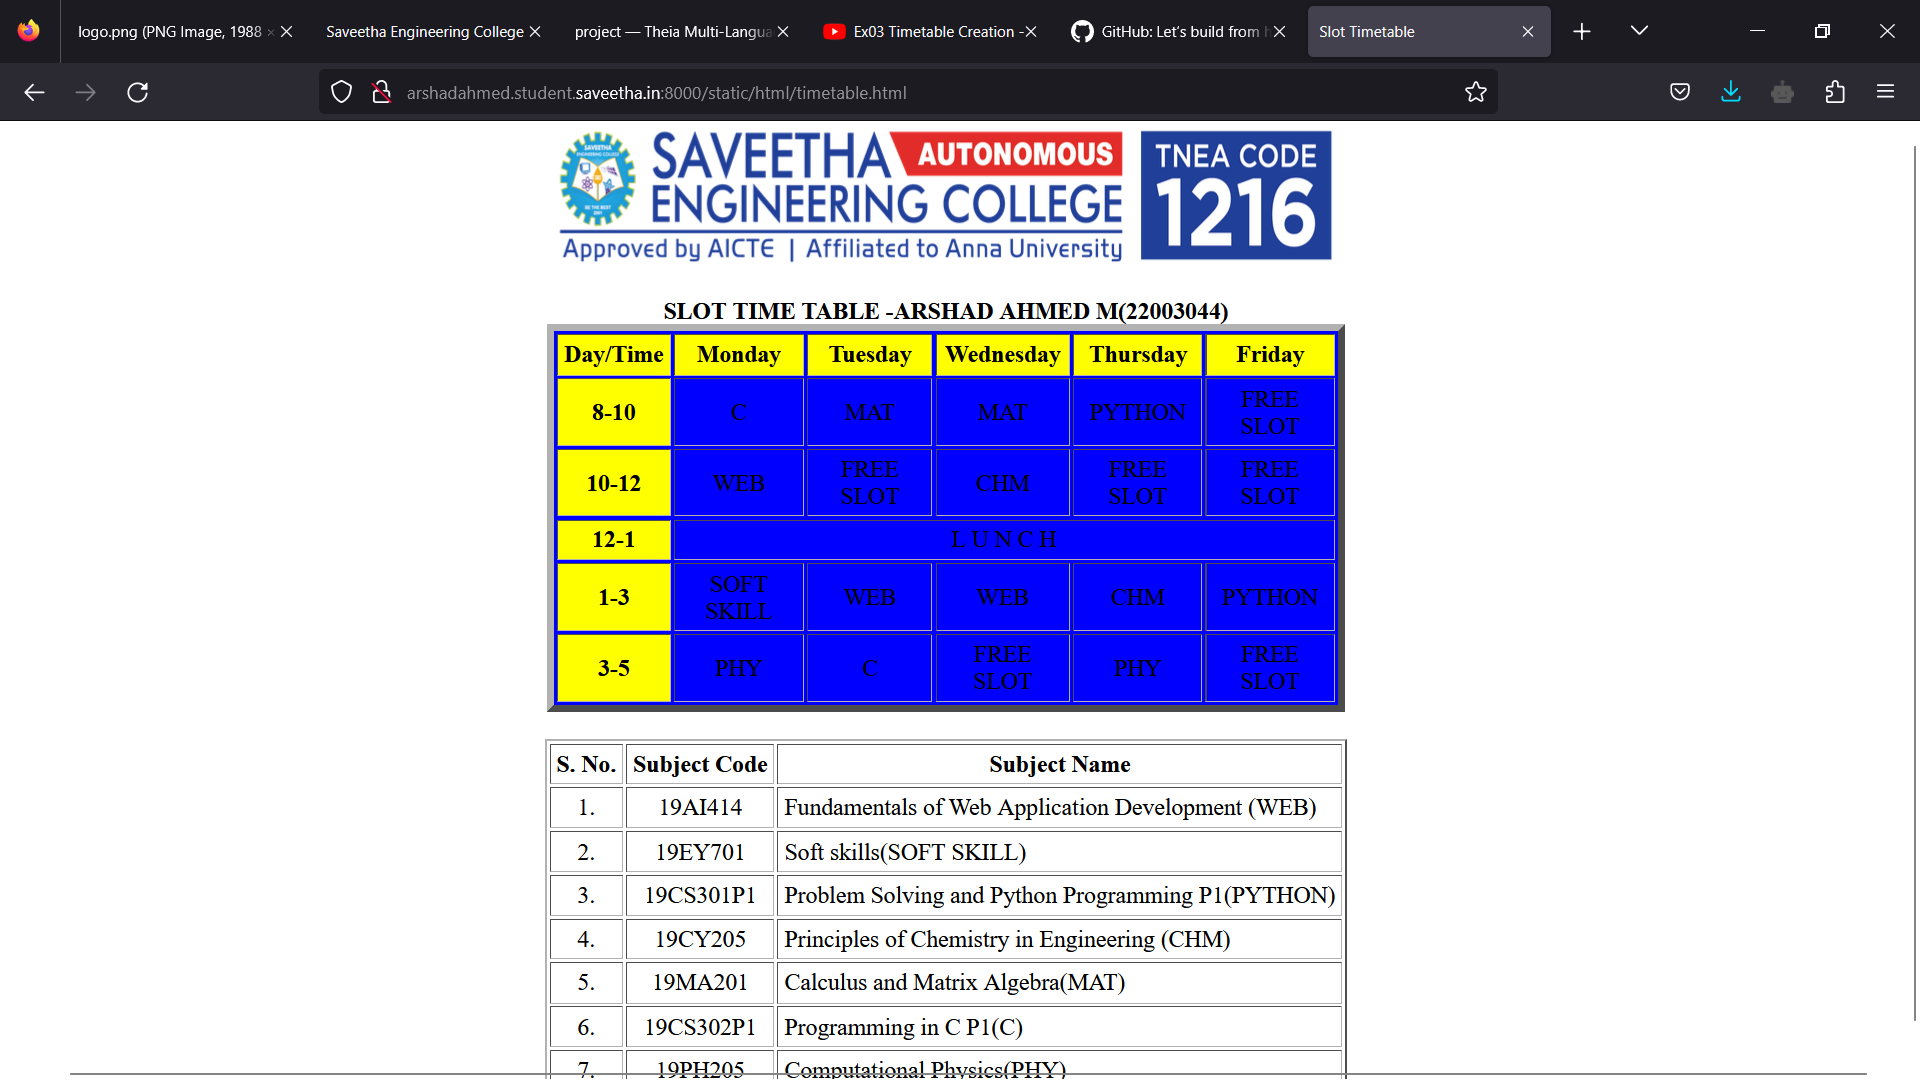 logo.png (PNG Image, 1988 ×
Saveetha Engineering College
project — Theia Multi-Langua
Ex03 Timetable Creation -
GitHub: Let's build from h
Slot Timetable
arshadahmed.student.saveetha.in:8000/static/html/timetable.html
SAVEETHA AUTONOMOUS
ENGINEERING COLLEGE
Approved by AICTE | Affiliated to Anna University
SAVEETHA
ENGINEERING COLLEGE
BE THE BEST
TNEA CODE
1216
SLOT TIME TABLE -ARSHAD AHMED M(22003044)
Day/Time Monday Tuesday Wednesday Thursday Friday
8-10 C MAT MAT PYTHON FREE SLOT
10-12 WEB FREE SLOT CHM FREE SLOT FREE SLOT
12-1 L U N C H
1-3 SOFT SKILL WEB WEB CHM PYTHON
3-5 PHY C FREE SLOT PHY FREE SLOT
S. No. Subject Code Subject Name
1. 19AI414 Fundamentals of Web Application Development (WEB)
2. 19EY701 Soft skills(SOFT SKILL)
3. 19CS301P1 Problem Solving and Python Programming P1(PYTHON)
4. 19CY205 Principles of Chemistry in Engineering (CHM)
5. 19MA201 Calculus and Matrix Algebra(MAT)
6. 19CS302P1 Programming in C P1(C)
7. 19PH205 Computational Physics(PHY)